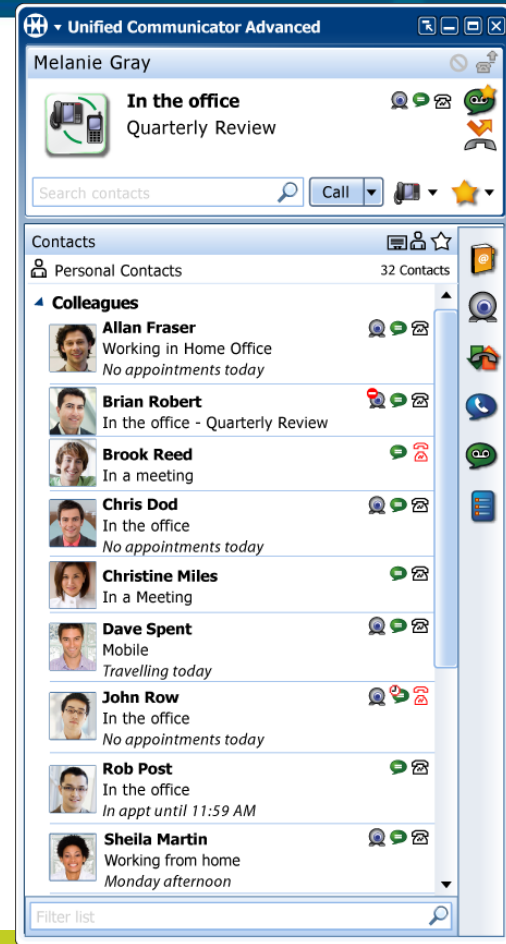 Unified Communicator Advanced
Melanie Gray
In the office
Quarterly Review
Search contacts
Call
Contacts
Personal Contacts
32 Contacts
Colleagues
Allan Fraser
Working in Home Office
No appointments today
Brian Robert
In the office - Quarterly Review
Brook Reed
In a meeting
Chris Dod
In the office
No appointments today
Christine Miles
In a Meeting
Dave Spent
Mobile
Travelling today
John Row
In the office
No appointments today
Rob Post
In the office
In appt until 11:59 AM
Sheila Martin
Working from home
Monday afternoon
Filter list